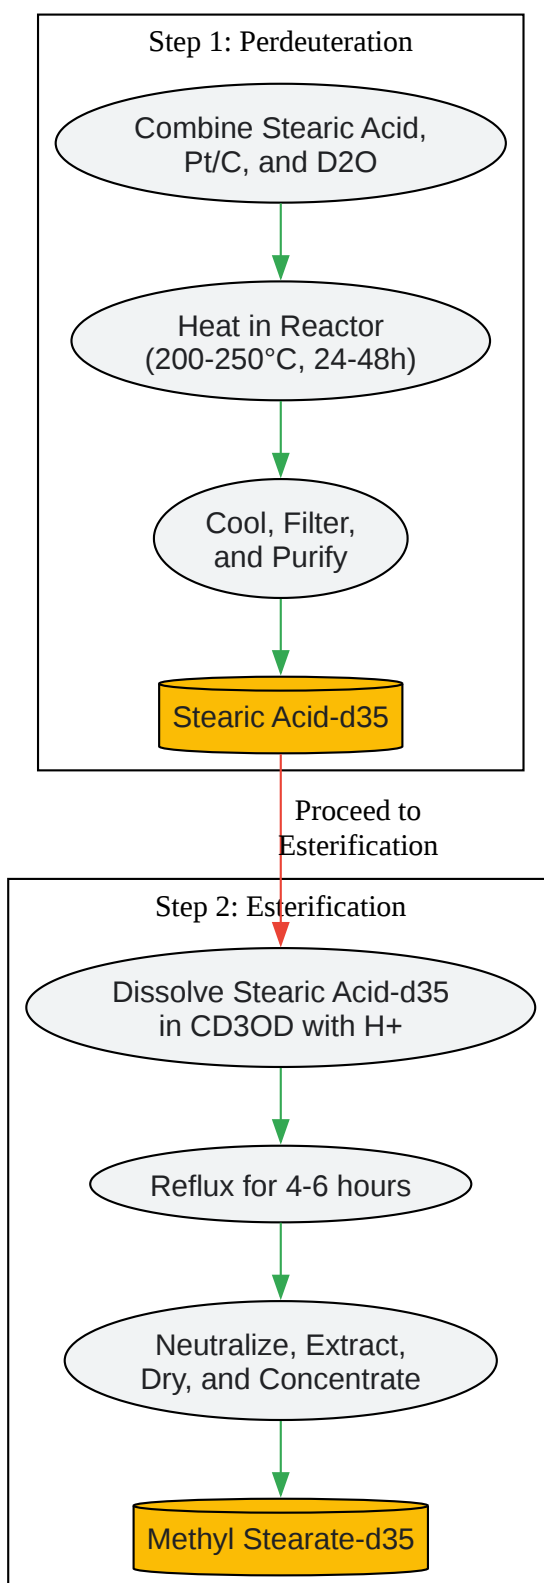 Step 1: Perdeuteration
Combine Stearic Acid,
Pt/C, and D2O
Heat in Reactor
(200-250°C, 24-48h)
Cool, Filter,
and Purify
Stearic Acid-d35
Proceed to
Esterification
Step 2: Esterification
Dissolve Stearic Acid-d35
in CD3OD with H+
Reflux for 4-6 hours
Neutralize, Extract,
Dry, and Concentrate
Methyl Stearate-d35